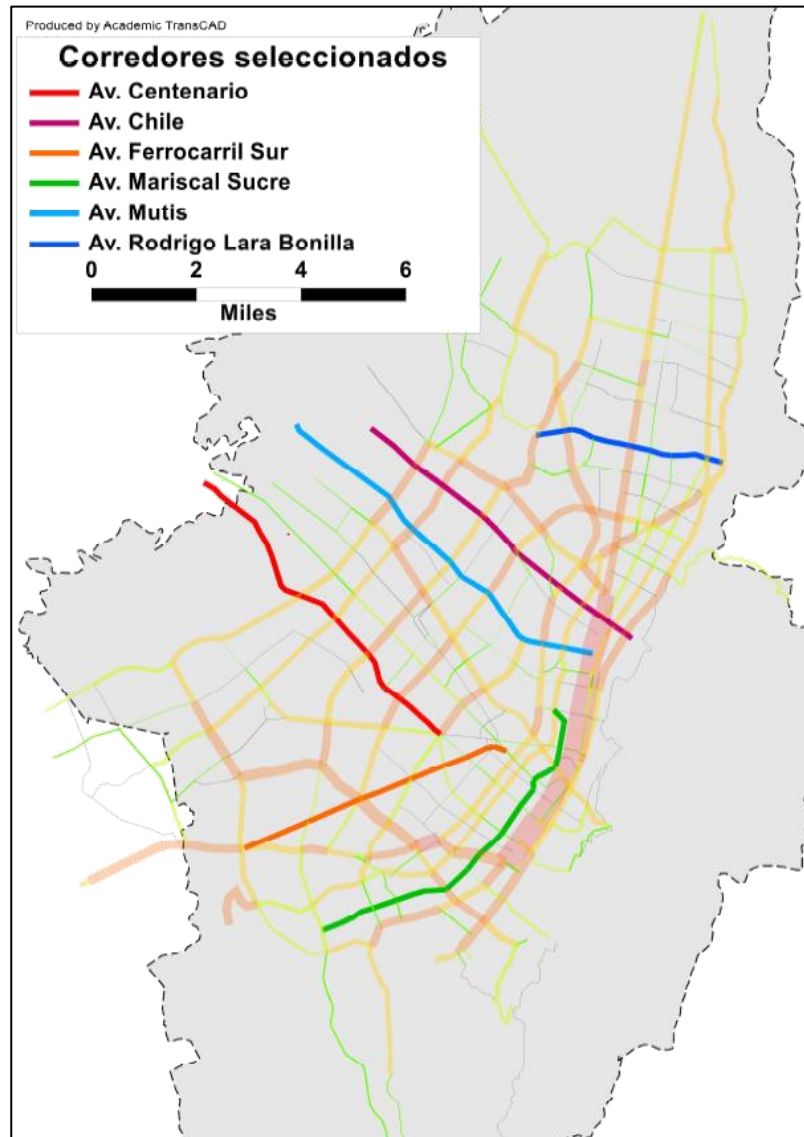 Produced by Academic TransCAD
Corredores seleccionados
Av. Centenario
Av. Chile
Av. Ferrocarril Sur
Av. Mariscal Sucre
Av. Mutis
Av. Rodrigo Lara Bonilla
0 2 4 6
Miles